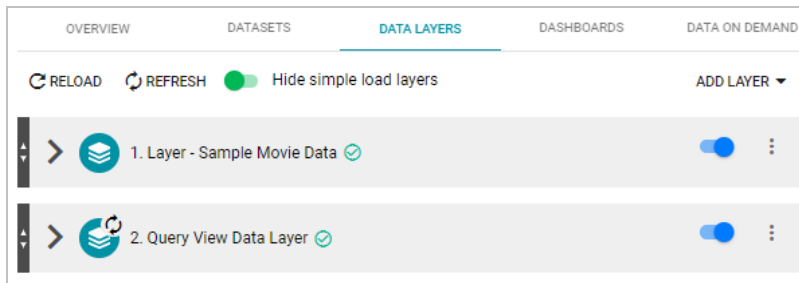 OVERVIEW DATASETS DATA LAYERS DASHBOARDS DATA ON DEMAND
RELOAD REFRESH Hide simple load layers ADD LAYER
1. Layer - Sample Movie Data
2. Query View Data Layer